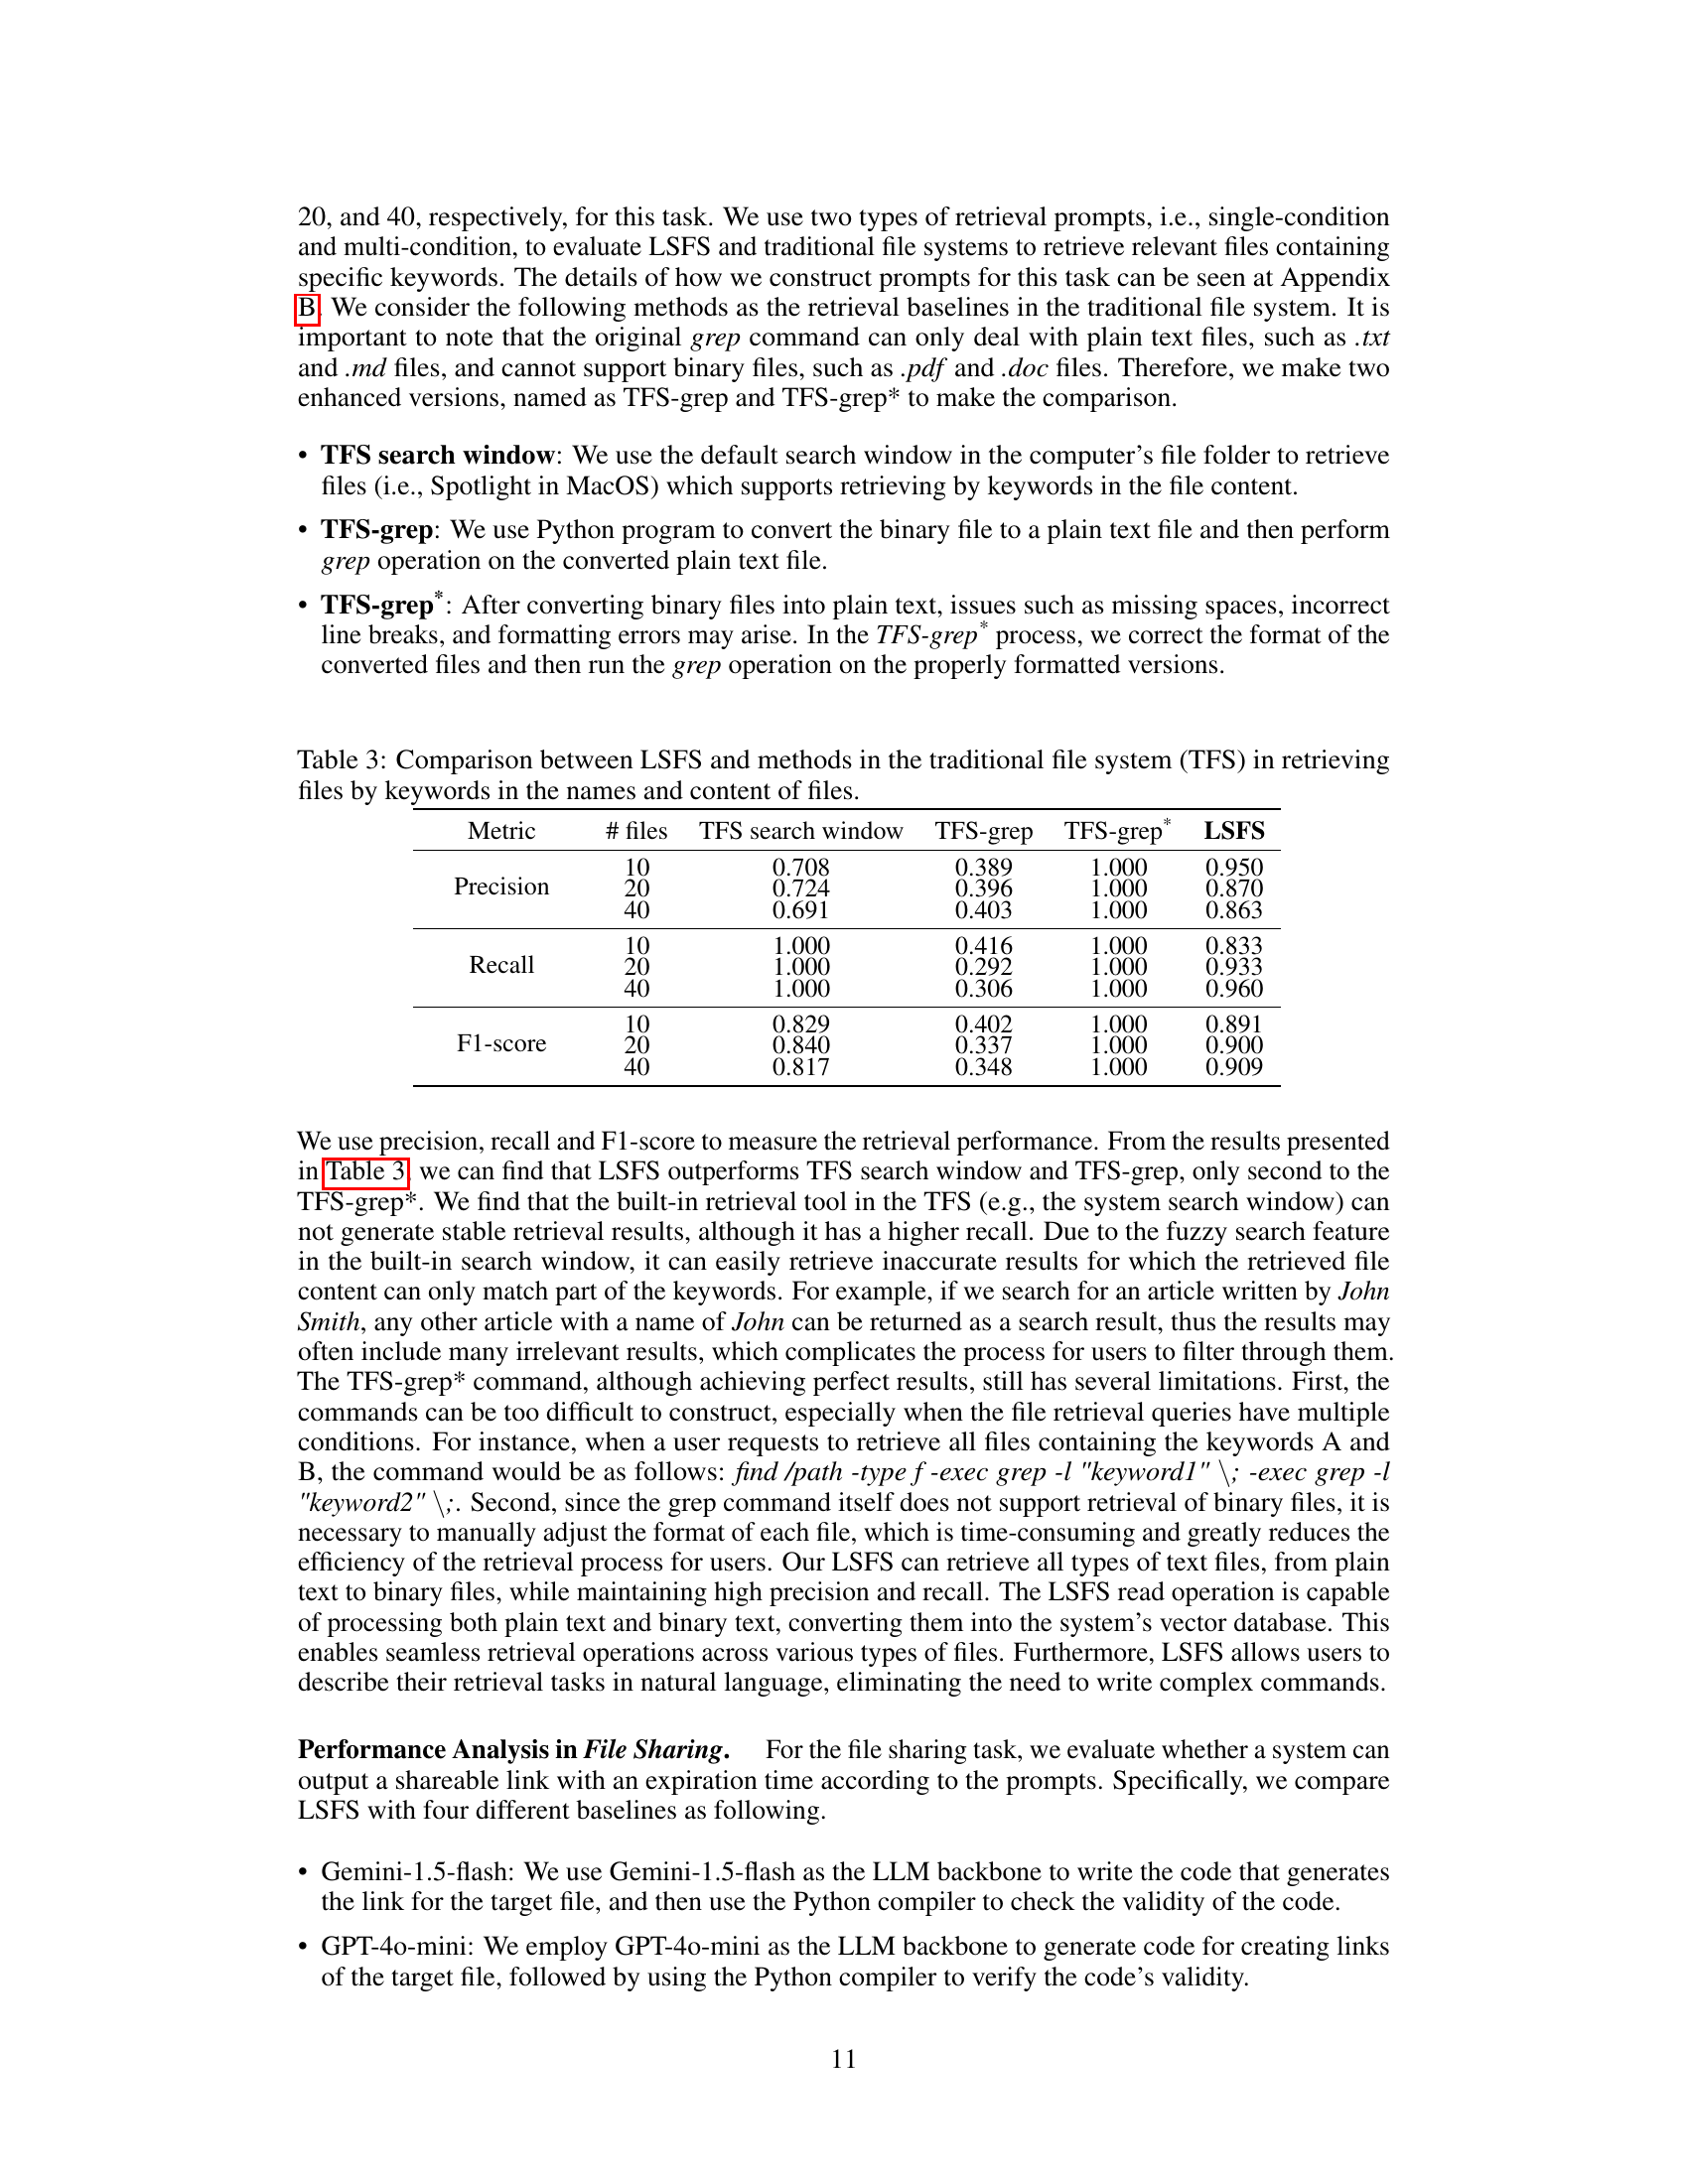 20, and 40, respectively, for this task. We use two types of retrieval prompts, i.e., single-condition
and multi-condition, to evaluate LSFS and traditional file systems to retrieve relevant files containing
specific keywords. The details of how we construct prompts for this task can be seen at Appendix
B. We consider the following methods as the retrieval baselines in the traditional file system. It is
important to note that the original grep command can only deal with plain text files, such as .txt
and .md files, and cannot support binary files, such as .pdf and .doc files. Therefore, we make two
enhanced versions, named as TFS-grep and TFS-grep* to make the comparison.
• TFS search window: We use the default search window in the computer's file folder to retrieve
files (i.e., Spotlight in MacOS) which supports retrieving by keywords in the file content.
• TFS-grep: We use Python program to convert the binary file to a plain text file and then perform
grep operation on the converted plain text file.
• TFS-grep*: After converting binary files into plain text, issues such as missing spaces, incorrect
line breaks, and formatting errors may arise. In the TFS-grep* process, we correct the format of the
converted files and then run the grep operation on the properly formatted versions.
Table 3: Comparison between LSFS and methods in the traditional file system (TFS) in retrieving
files by keywords in the names and content of files.
Metric # files TFS search window TFS-grep TFS-grep* LSFS
10 0.708 0.389 1.000 0.950
Precision 20 0.724 0.396 1.000 0.870
40 0.691 0.403 1.000 0.863
10 1.000 0.416 1.000 0.833
Recall 20 1.000 0.292 1.000 0.933
40 1.000 0.306 1.000 0.960
10 0.829 0.402 1.000 0.891
F1-score 20 0.840 0.337 1.000 0.900
40 0.817 0.348 1.000 0.909
We use precision, recall and F1-score to measure the retrieval performance. From the results presented
in Table 3, we can find that LSFS outperforms TFS search window and TFS-grep, only second to the
TFS-grep*. We find that the built-in retrieval tool in the TFS (e.g., the system search window) can
not generate stable retrieval results, although it has a higher recall. Due to the fuzzy search feature
in the built-in search window, it can easily retrieve inaccurate results for which the retrieved file
content can only match part of the keywords. For example, if we search for an article written by John
Smith, any other article with a name of John can be returned as a search result, thus the results may
often include many irrelevant results, which complicates the process for users to filter through them.
The TFS-grep* command, although achieving perfect results, still has several limitations. First, the
commands can be too difficult to construct, especially when the file retrieval queries have multiple
conditions. For instance, when a user requests to retrieve all files containing the keywords A and
B, the command would be as follows: find /path -type f -exec grep -l "keyword1" \; -exec grep -l
"keyword2" \;. Second, since the grep command itself does not support retrieval of binary files, it is
necessary to manually adjust the format of each file, which is time-consuming and greatly reduces the
efficiency of the retrieval process for users. Our LSFS can retrieve all types of text files, from plain
text to binary files, while maintaining high precision and recall. The LSFS read operation is capable
of processing both plain text and binary text, converting them into the system's vector database. This
enables seamless retrieval operations across various types of files. Furthermore, LSFS allows users to
describe their retrieval tasks in natural language, eliminating the need to write complex commands.
Performance Analysis in File Sharing. For the file sharing task, we evaluate whether a system can
output a shareable link with an expiration time according to the prompts. Specifically, we compare
LSFS with four different baselines as following.
• Gemini-1.5-flash: We use Gemini-1.5-flash as the LLM backbone to write the code that generates
the link for the target file, and then use the Python compiler to check the validity of the code.
• GPT-4o-mini: We employ GPT-4o-mini as the LLM backbone to generate code for creating links
of the target file, followed by using the Python compiler to verify the code's validity.
11